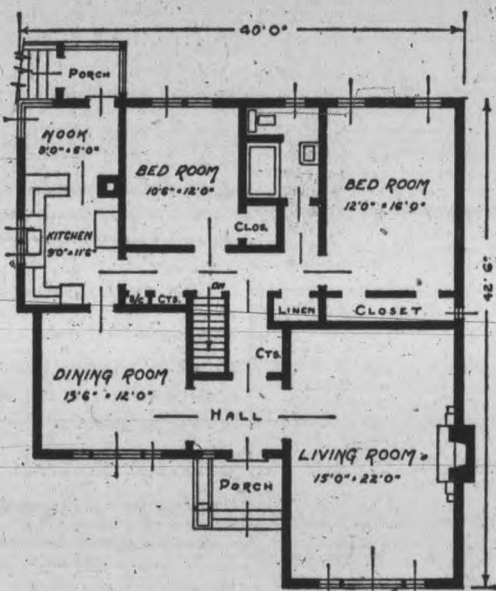 40'0"
PORCH
NOOK
9'0" × 6'0"
BED ROOM
10'6" × 12'0"
BED ROOM
12'0" × 16'0"
CLOS.
KITCHEN
9'0" × 11'6"
DN
B/C
CTS.
LINEN
CLOSET
42'6"
CTS.
DINING ROOM
13'6" × 12'0"
HALL
LIVING ROOM
15'0" × 22'0"
PORCH